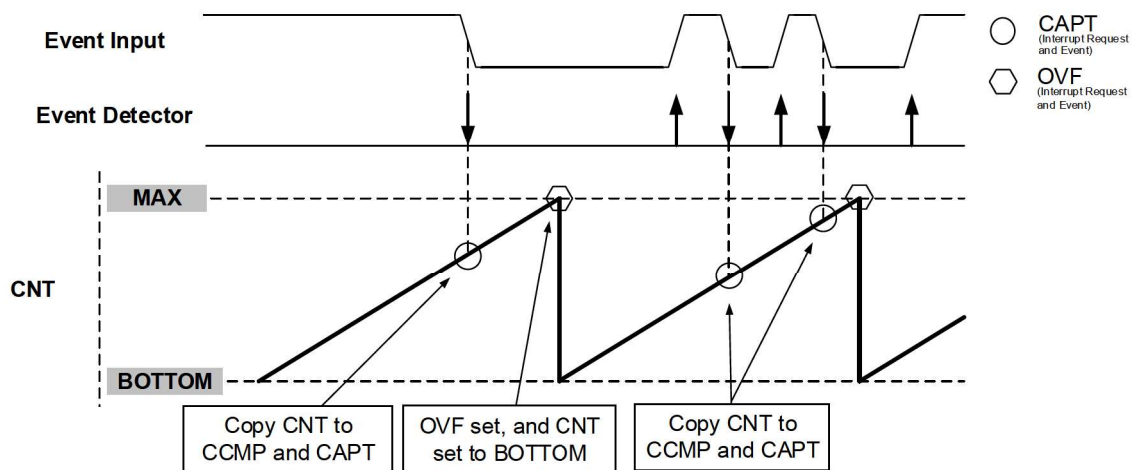 Event Input
CAPT
(Interrupt Request
and Event)
OVF
(Interrupt Request
and Event)
Event Detector
MAX
CNT
BOTTOM
Copy CNT to
CCMP and CAPT
OVF set, and CNT
set to BOTTOM
Copy CNT to
CCMP and CAPT